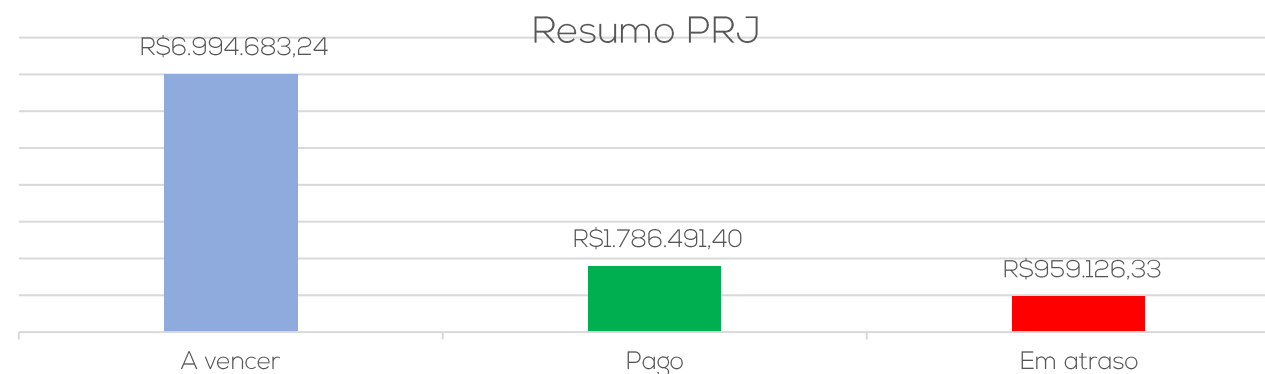 Resumo PRJ
R$6.994.683,24
R$1.786.491,40
R$959.126,33
A vencer
Pago
Em atraso